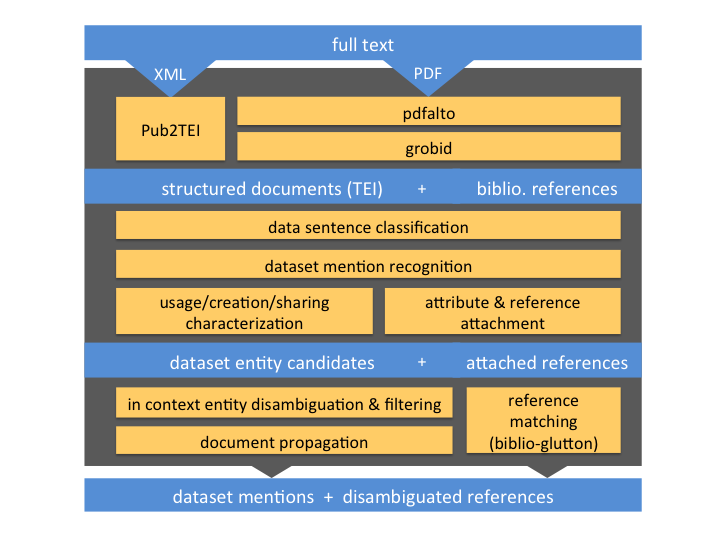 full text
XML
PDF
Pub2TEI
pdfalto
grobid
structured documents (TEI) + biblio. references
data sentence classification
dataset mention recognition
usage/creation/sharing
characterization
attribute & reference
attachment
dataset entity candidates + attached references
in context entity disambiguation & filtering
document propagation
reference
matching
(biblio-glutton)
dataset mentions + disambiguated references